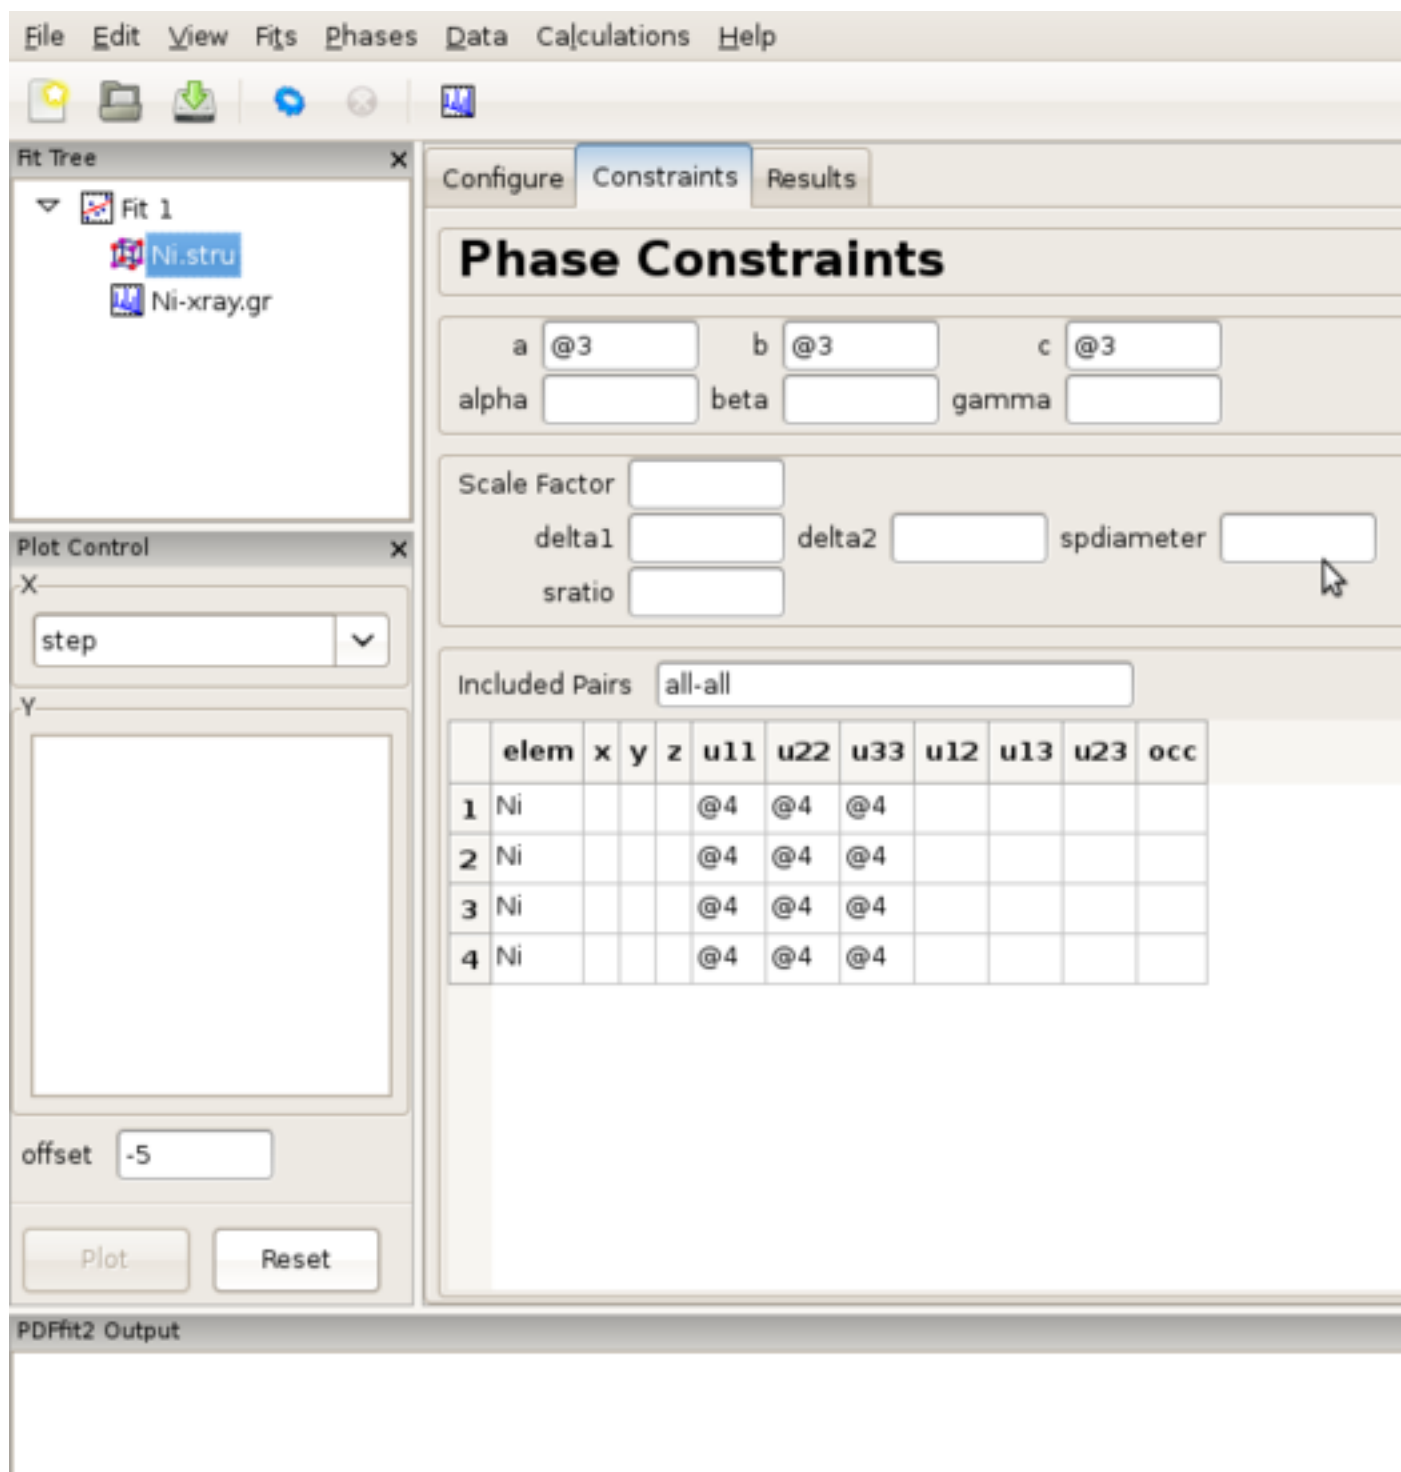 File Edit View Fits Phases Data Calculations Help
Fit Tree
Fit 1
Ni.stru
Ni-xray.gr
Configure Constraints Results
Phase Constraints
a @3 b @3 c @3
alpha beta gamma
Scale Factor
delta1 delta2 spdiameter
sratio
Plot Control
X
step
Y
offset -5
Plot Reset
Included Pairs all-all
elem x y z u11 u22 u33 u12 u13 u23 occ
1 Ni @4 @4 @4
2 Ni @4 @4 @4
3 Ni @4 @4 @4
4 Ni @4 @4 @4
PDFfit2 Output